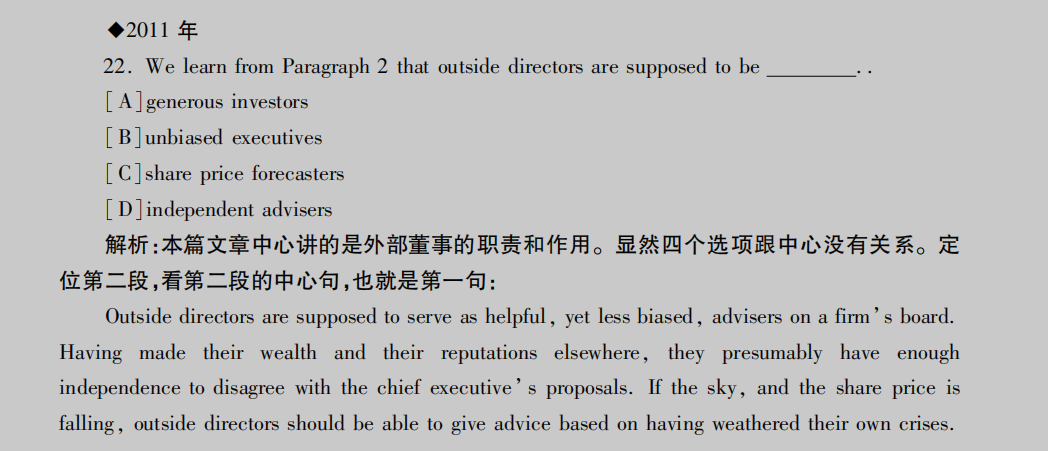 ◆2011 年
22. We learn from Paragraph 2 that outside directors are supposed to be ________. .
[ A]generous investors
[ B]unbiased executives
[ C]share price forecasters
[ D]independent advisers
解析:本篇文章中心讲的是外部董事的职责和作用。显然四个选项跟中心没有关系。定
位第二段,看第二段的中心句,也就是第一句:
Outside directors are supposed to serve as helpful, yet less biased, advisers on a firm's board.
Having made their wealth and their reputations elsewhere, they presumably have enough
independence to disagree with the chief executive's proposals. If the sky, and the share price is
falling, outside directors should be able to give advice based on having weathered their own crises.